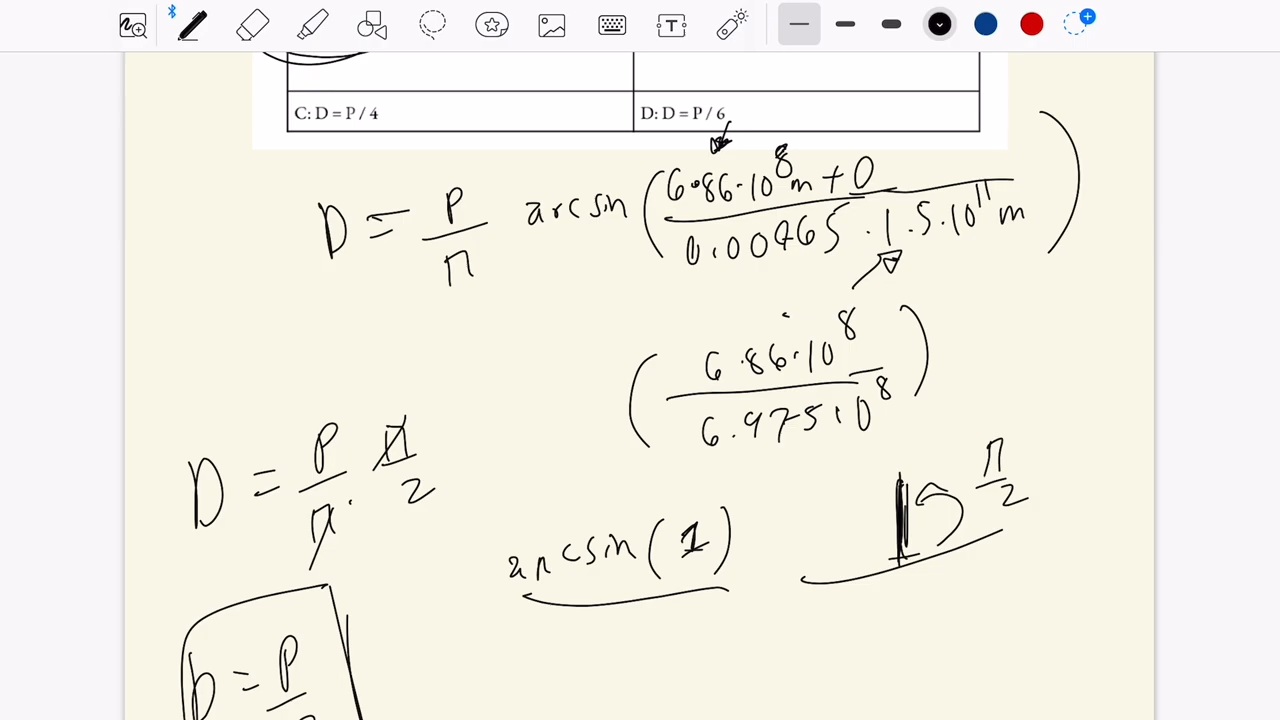 C: D = P / 4
D: D = P / 6
D = P/π arcsin (6.86·10⁸m + 0 / 0.00465 · 1.5·10¹¹ m)
(6.86·10⁸ / 6.975·10⁸)
D = P/π · π/2
arcsin(1)
π/2
D = P